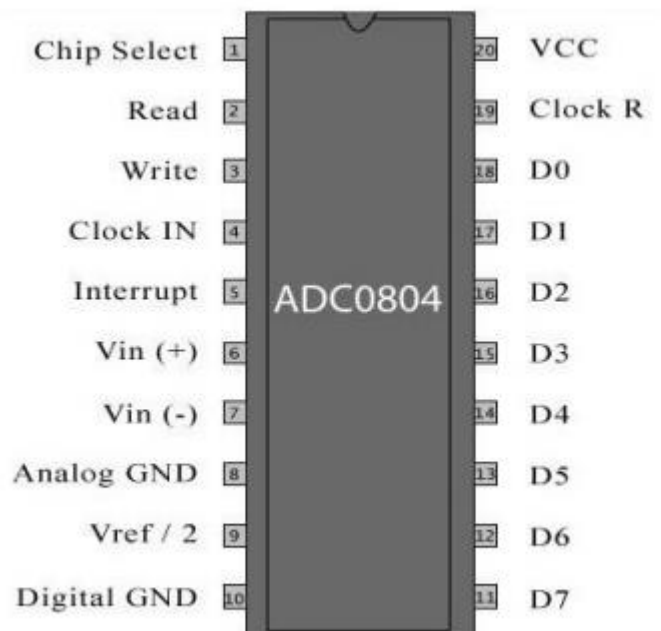 Chip Select 1 20 VCC
Read 2 19 Clock R
Write 3 18 D0
Clock IN 4 17 D1
Interrupt 5 16 D2
ADC0804
Vin (+) 6 15 D3
Vin (-) 7 14 D4
Analog GND 8 13 D5
Vref / 2 9 12 D6
Digital GND 10 11 D7